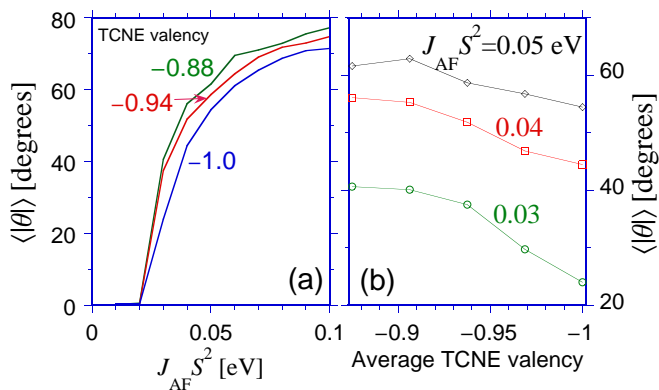 TCNE valency
−0.88
−0.94
−1.0
(a)
⟨|θ|⟩ [degrees]
80
60
40
20
0
0
0.05
0.1
J_AF S^2 [eV]
J_AF S^2=0.05 eV
0.04
0.03
(b)
−0.9
−0.95
−1
Average TCNE valency
60
40
20
⟨|θ|⟩ [degrees]